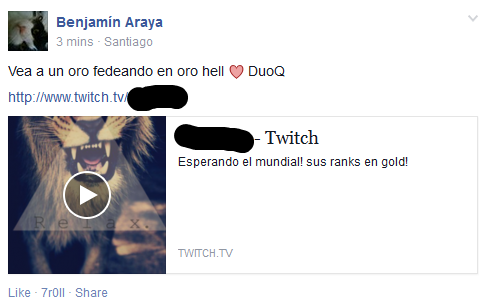 Benjamín Araya
3 mins · Santiago
Vea a un oro fedeando en oro hell ❤ DuoQ
http://www.twitch.tv/
- Twitch
Esperando el mundial! sus ranks en gold!
Relax.
TWITCH.TV
Like · 7r0ll · Share